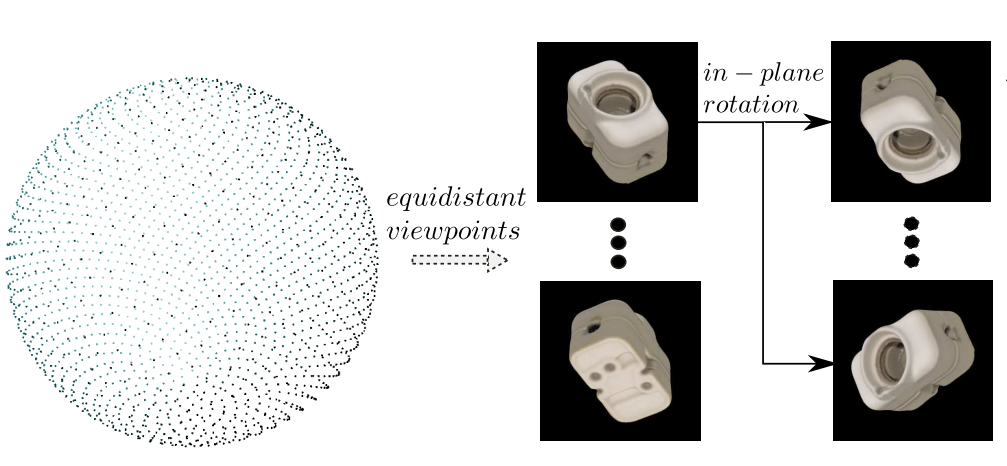 equidistant
viewpoints
in − plane
rotation